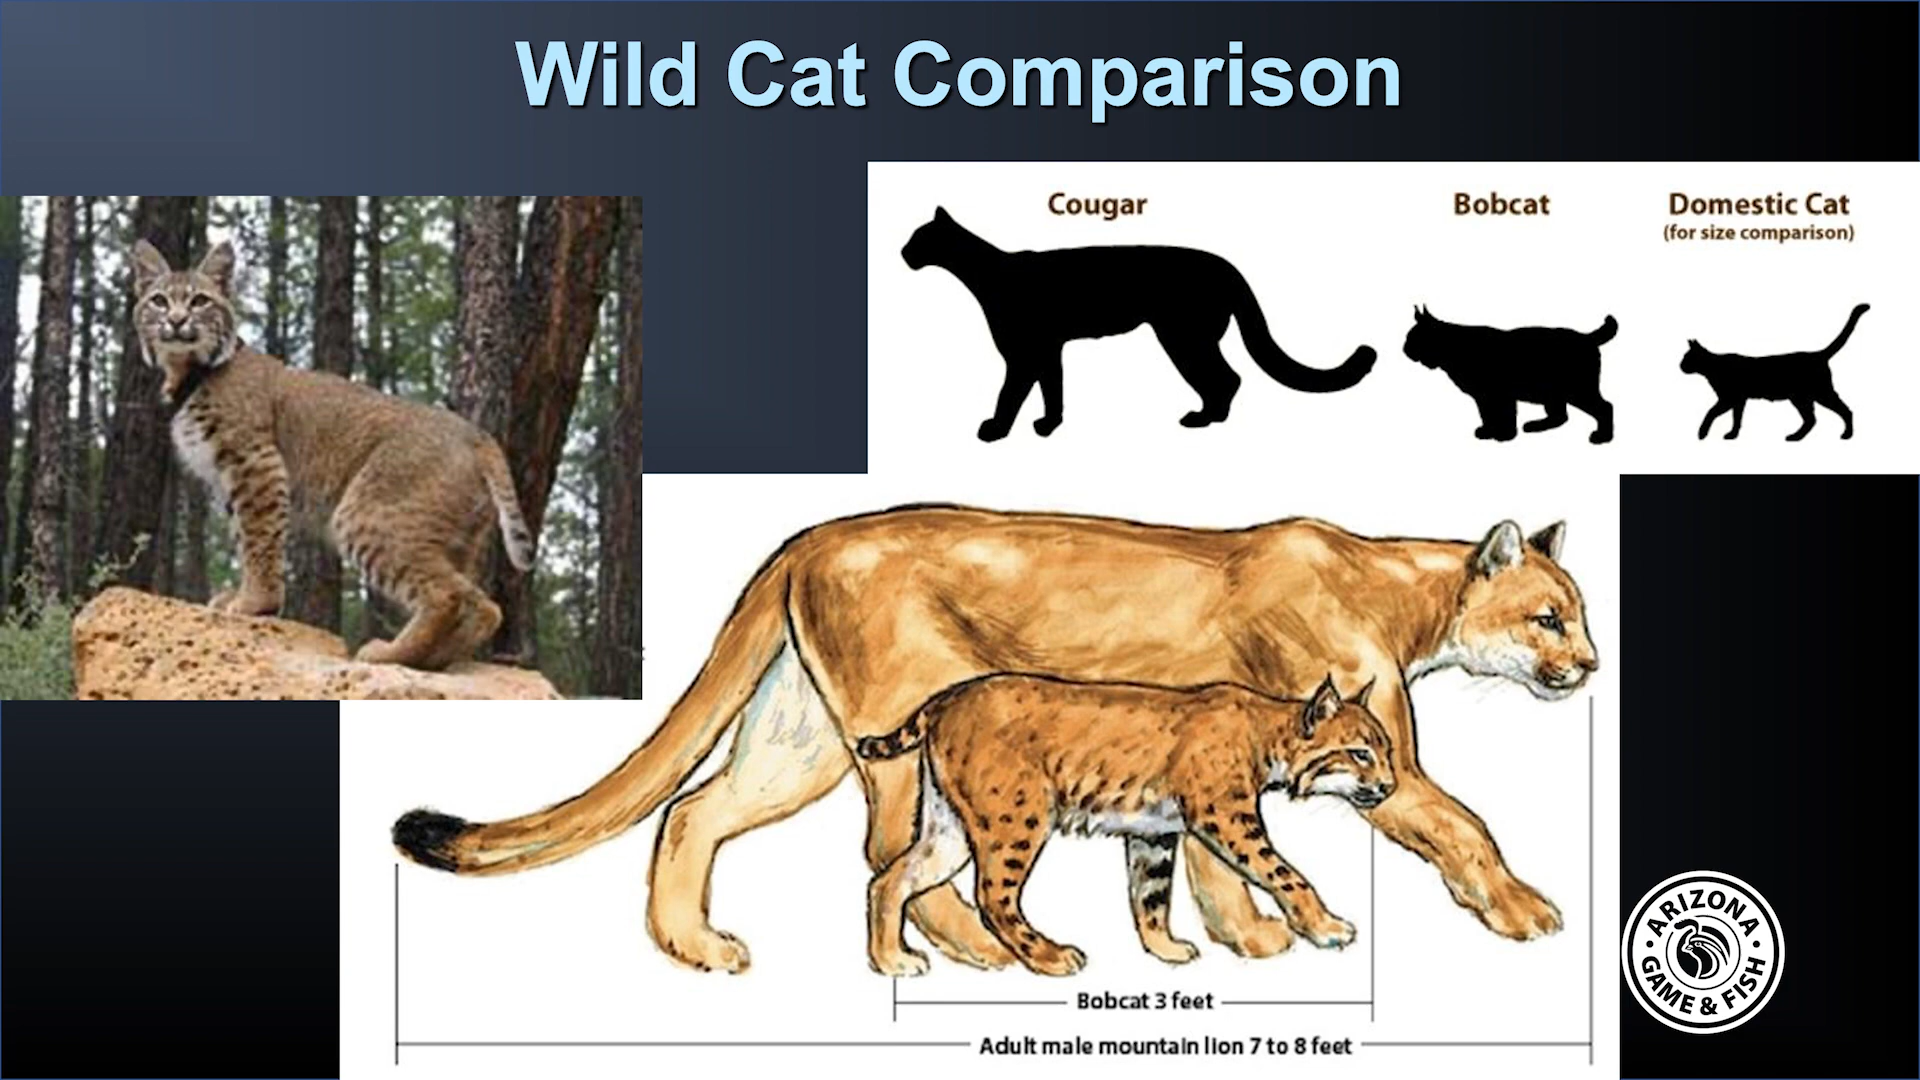 Wild Cat Comparison
Cougar
Bobcat
Domestic Cat
(for size comparison)
Bobcat 3 feet
Adult male mountain lion 7 to 8 feet
ARIZONA
GAME & FISH